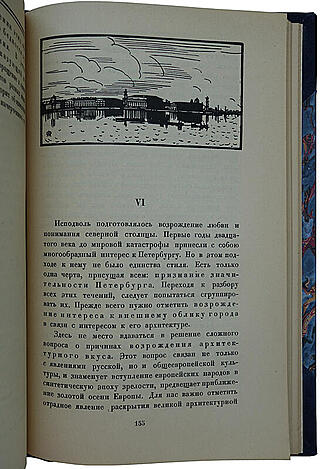 VI
Исподволь подготовлялось возрождение любви и
понимания северной столицы. Первые годы двадца-
того века до мировой катастрофы принесли с собою
многообразный интерес к Петербургу. Но в этом под-
ходе к нему не было единства стиля. Есть только
одна черта, присущая всем: признание значи-
тельности Петербурга. Переходя к разбору
всех этих течений, следует попытаться сгруппиро-
вать их. Прежде всего нужно отметить возрожде-
ние интереса к внешнему облику города
в связи с интересом к его архитектуре.
Здесь не место вдаваться в решение сложного
вопроса о причинах возрождения архитек-
турного вкуса. Этот вопрос связан не только
с явлениями русской, но и общеевропейской культу-
ры, и знаменует вступление европейских народов в
синтетическую эпоху зрелости, предвещает приближе-
ние золотой осени Европы. Для нас важно отметить
отрадное явление раскрытия великой архитектурной
155